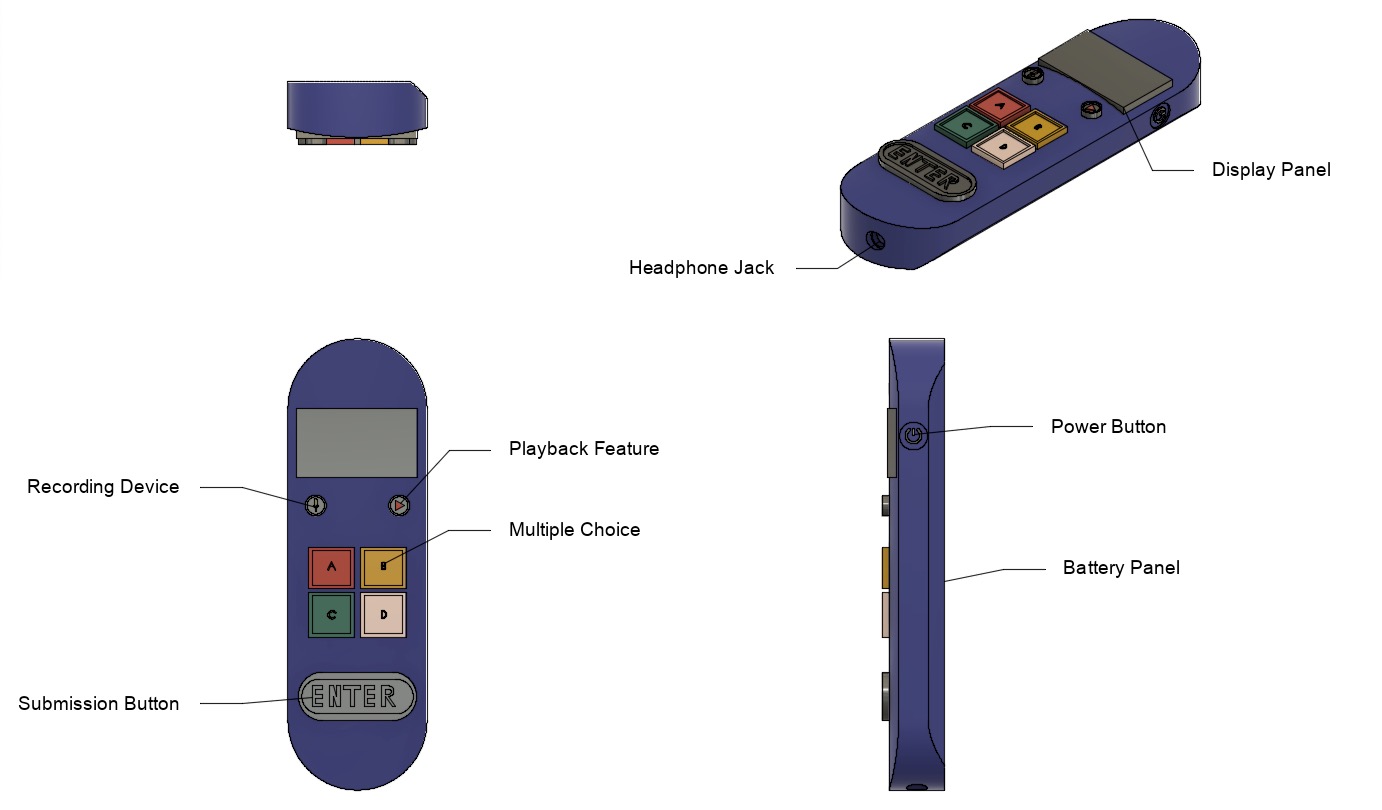 A
B
C
D
ENTER
Display Panel
Headphone Jack
Playback Feature
Recording Device
Multiple Choice
A
B
C
D
Submission Button
ENTER
Power Button
Battery Panel